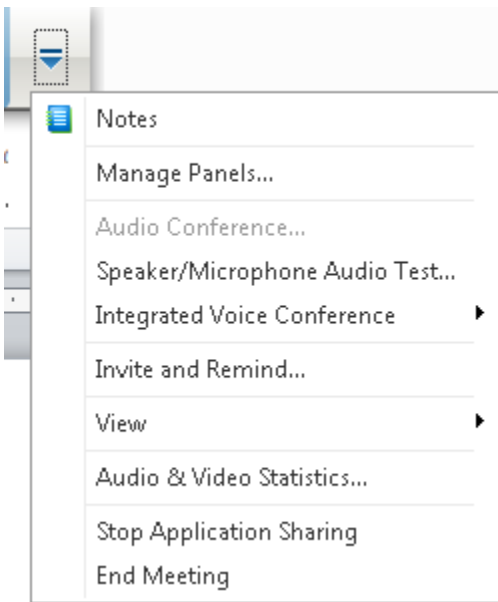 Notes
Manage Panels...
Audio Conference...
Speaker/Microphone Audio Test...
Integrated Voice Conference
Invite and Remind...
View
Audio & Video Statistics...
Stop Application Sharing
End Meeting